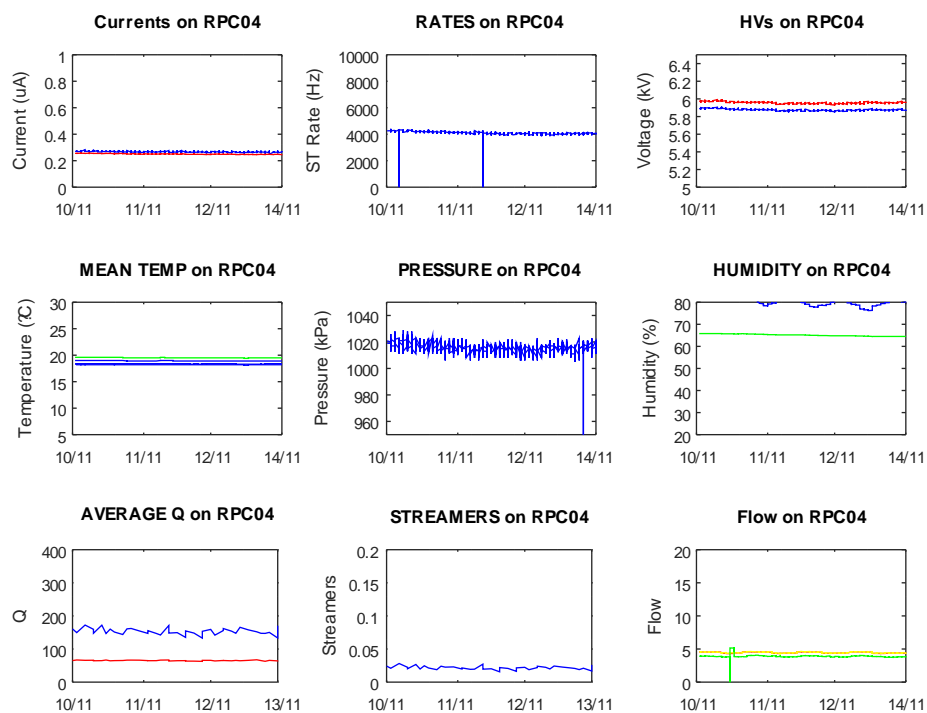 Currents on RPC04
RATES on RPC04
HVs on RPC04
Current (uA)
1
0.8
0.6
0.4
0.2
0
10/11 11/11 12/11 14/11
ST Rate (Hz)
10000
8000
6000
4000
2000
0
10/11 11/11 12/11 14/11
Voltage (kV)
6.4
6.2
6
5.8
5.6
5.4
5.2
5
10/11 11/11 12/11 14/11
MEAN TEMP on RPC04
PRESSURE on RPC04
HUMIDITY on RPC04
Temperature (?C)
30
25
20
15
10
5
10/11 11/11 12/11 14/11
Pressure (kPa)
1040
1020
1000
980
960
10/11 11/11 12/11 14/11
Humidity (%)
80
70
60
50
40
30
20
10/11 11/11 12/11 14/11
AVERAGE Q on RPC04
STREAMERS on RPC04
Flow on RPC04
Q
400
300
200
100
0
10/11 11/11 12/11 13/11
Streamers
0.2
0.15
0.1
0.05
0
10/11 11/11 12/11 13/11
Flow
20
15
10
5
0
10/11 11/11 12/11 14/11